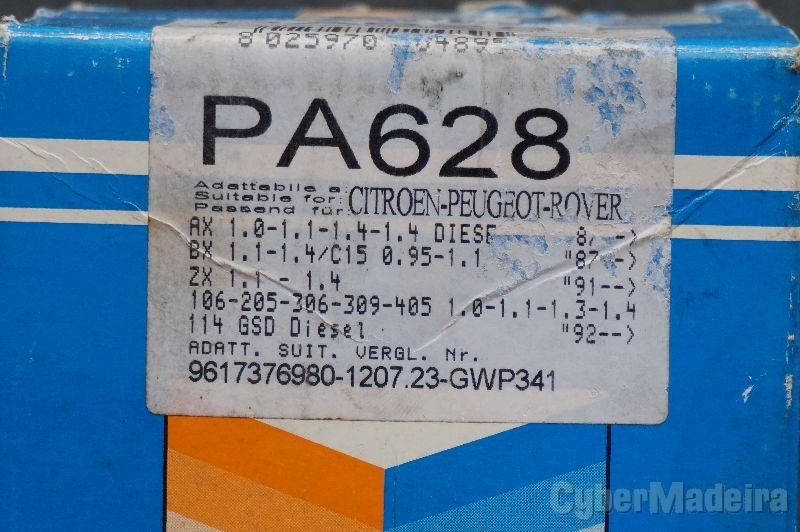 8 025970
PA628
Adattabile a:
Suitable for: CITROEN-PEUGEOT-ROVER
Passend für:
AX 1.0-1.1-1.4-1.4 DIESE 8 -->
BX 1.1-1.4/C15 0.95-1.1 "87-->
ZX 1.1 - 1.4 "91-->
106-205-306-309-405 1.0-1.1-1.3-1.4
114 GSD Diesel "92-->
ADATT. SUIT. VERGL. Nr.
9617376980-1207.23-GWP341
CyberMadeira